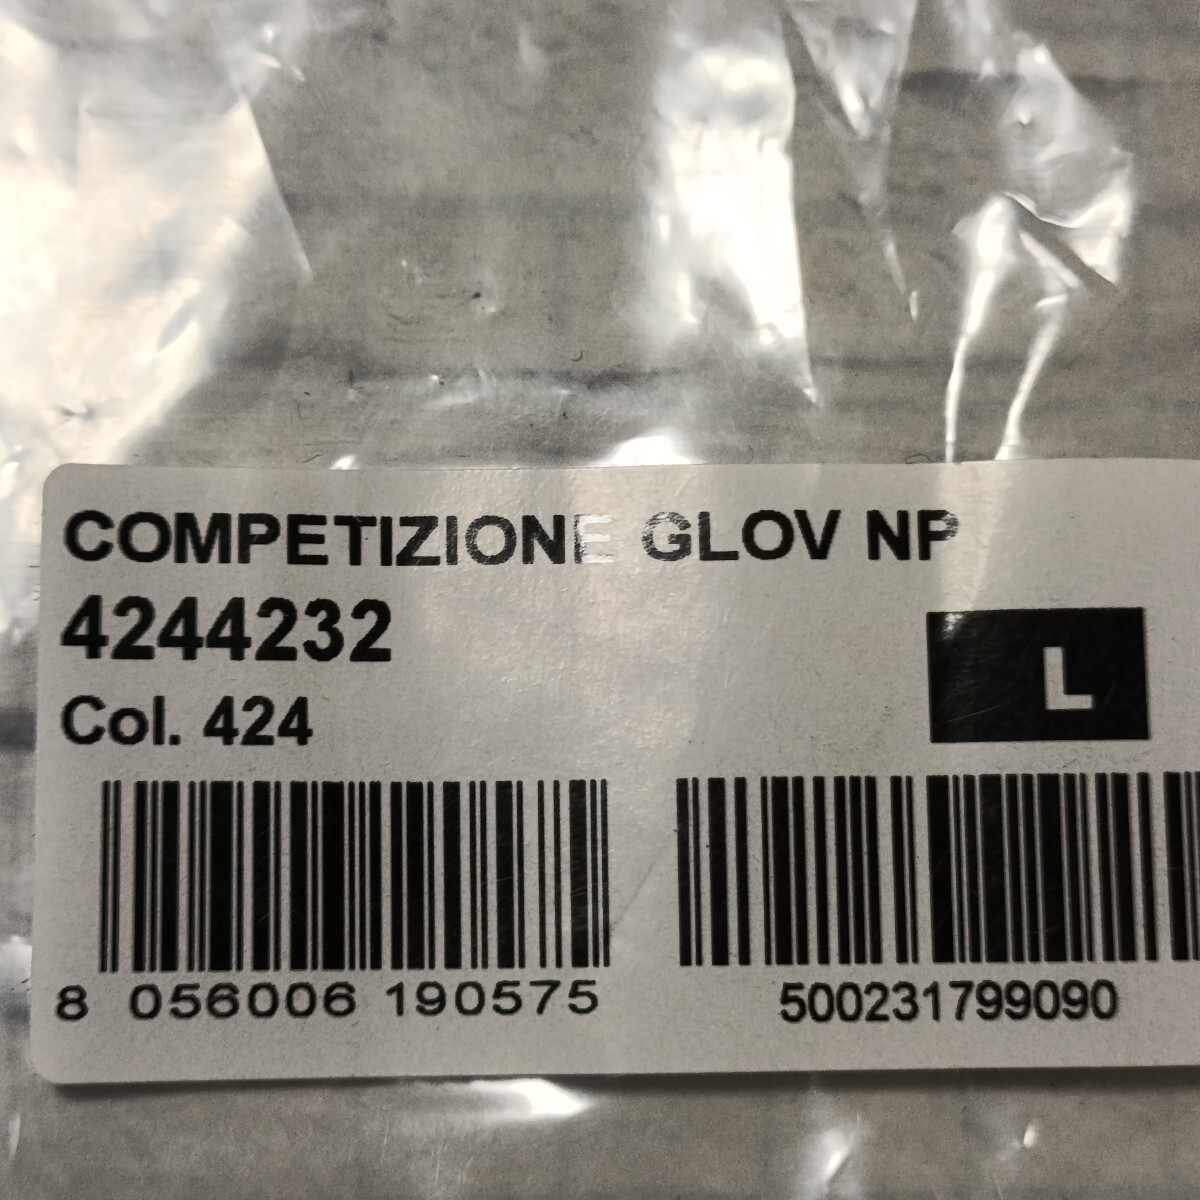 COMPETIZIONE GLOV NP
4244232
L
Col. 424
8 056006 190575
500231799090